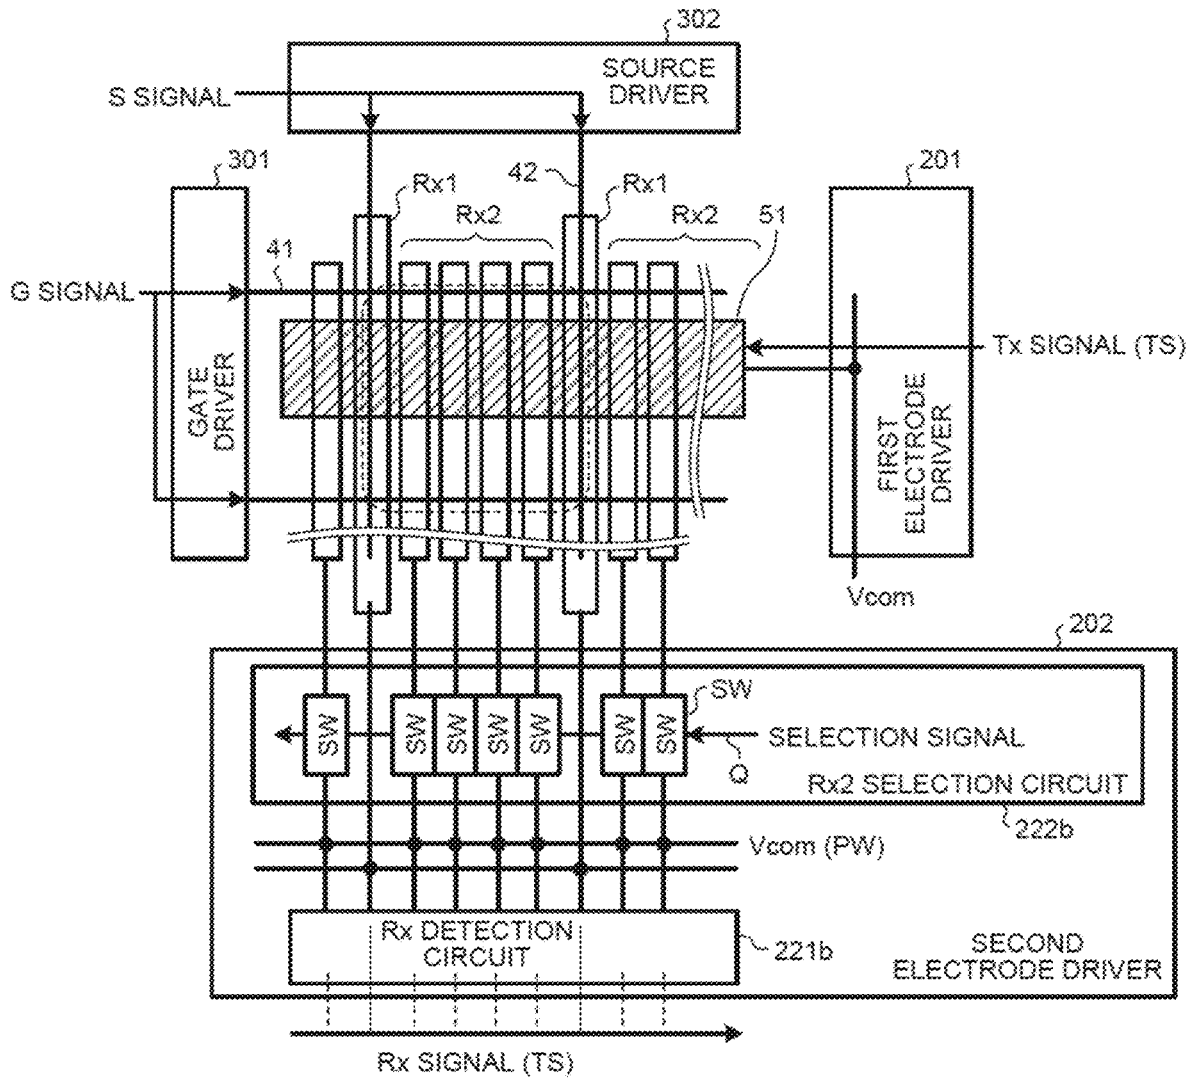 302
SOURCE
DRIVER
S SIGNAL
301
Rx1
42
Rx1
201
Rx2
Rx2
51
41
G SIGNAL
Tx SIGNAL (TS)
GATE
DRIVER
FIRST
ELECTRODE
DRIVER
Vcom
202
SW
SW
SW
SW
SW
SW
SW
SW
SELECTION SIGNAL
Q
Rx2 SELECTION CIRCUIT
222b
Vcom (PW)
Rx DETECTION
CIRCUIT
221b
SECOND
ELECTRODE DRIVER
Rx SIGNAL (TS)